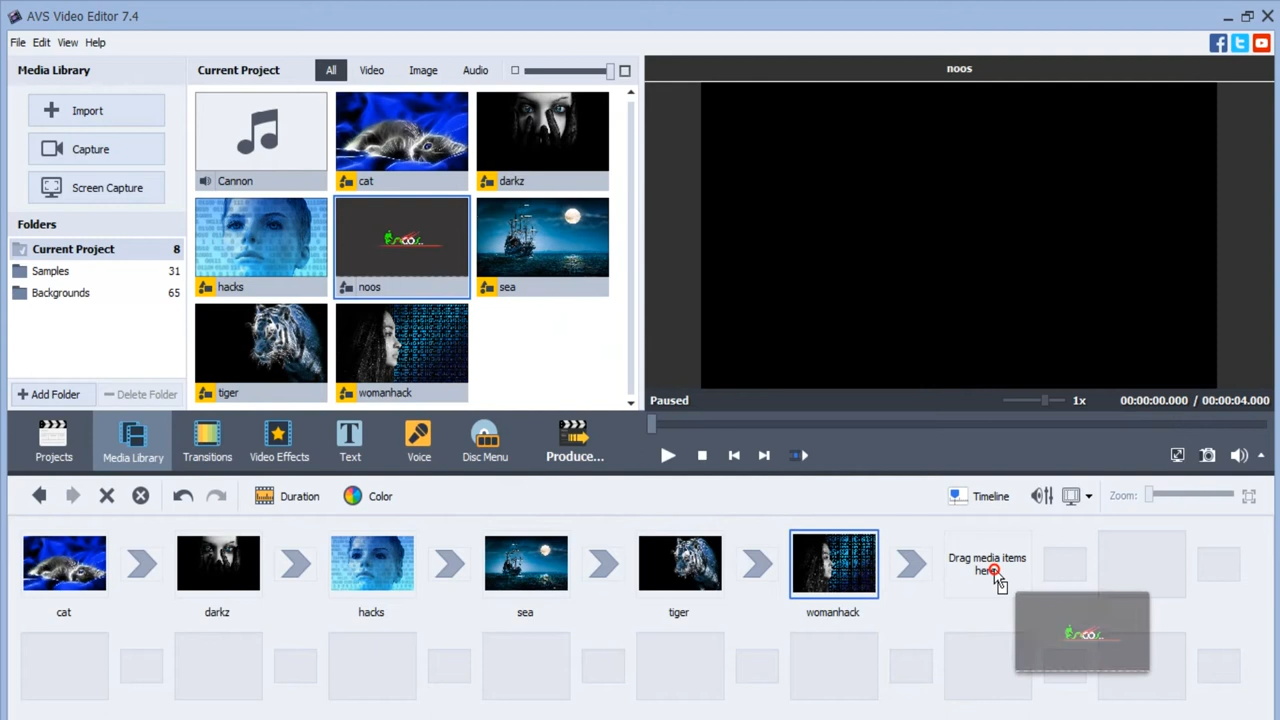 AVS Video Editor 7.4
File Edit View Help
Media Library
Import
Capture
Screen Capture
Folders
Current Project 8
Samples 31
Backgrounds 65
Add Folder Delete Folder
Current Project All Video Image Audio
Cannon cat darkz
hacks noos sea
tiger womanhack
noos
Paused 1x 00:00:00.000 / 00:00:04.000
Projects Media Library Transitions Video Effects Text Voice Disc Menu Produce...
Duration Color Timeline Zoom:
Drag media items
here
cat darkz hacks sea tiger womanhack